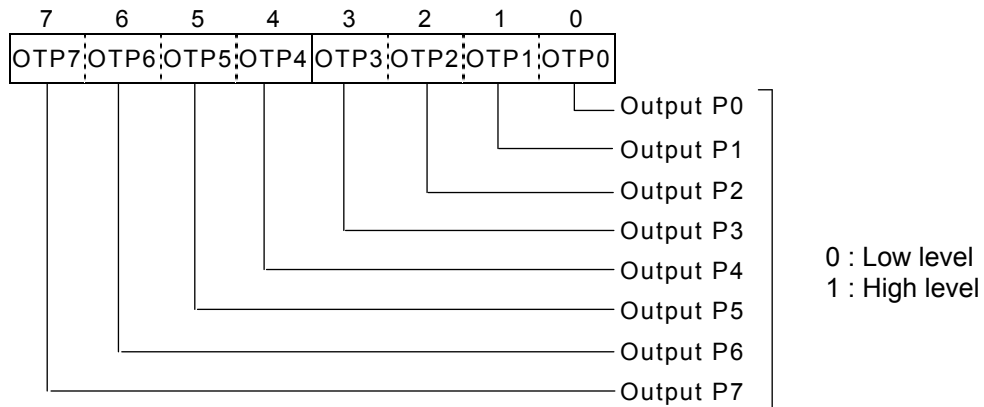 7 6 5 4 3 2 1 0
OTP7 OTP6 OTP5 OTP4 OTP3 OTP2 OTP1 OTP0
Output P0
Output P1
Output P2
Output P3
Output P4
Output P5
Output P6
Output P7
0 : Low level
1 : High level